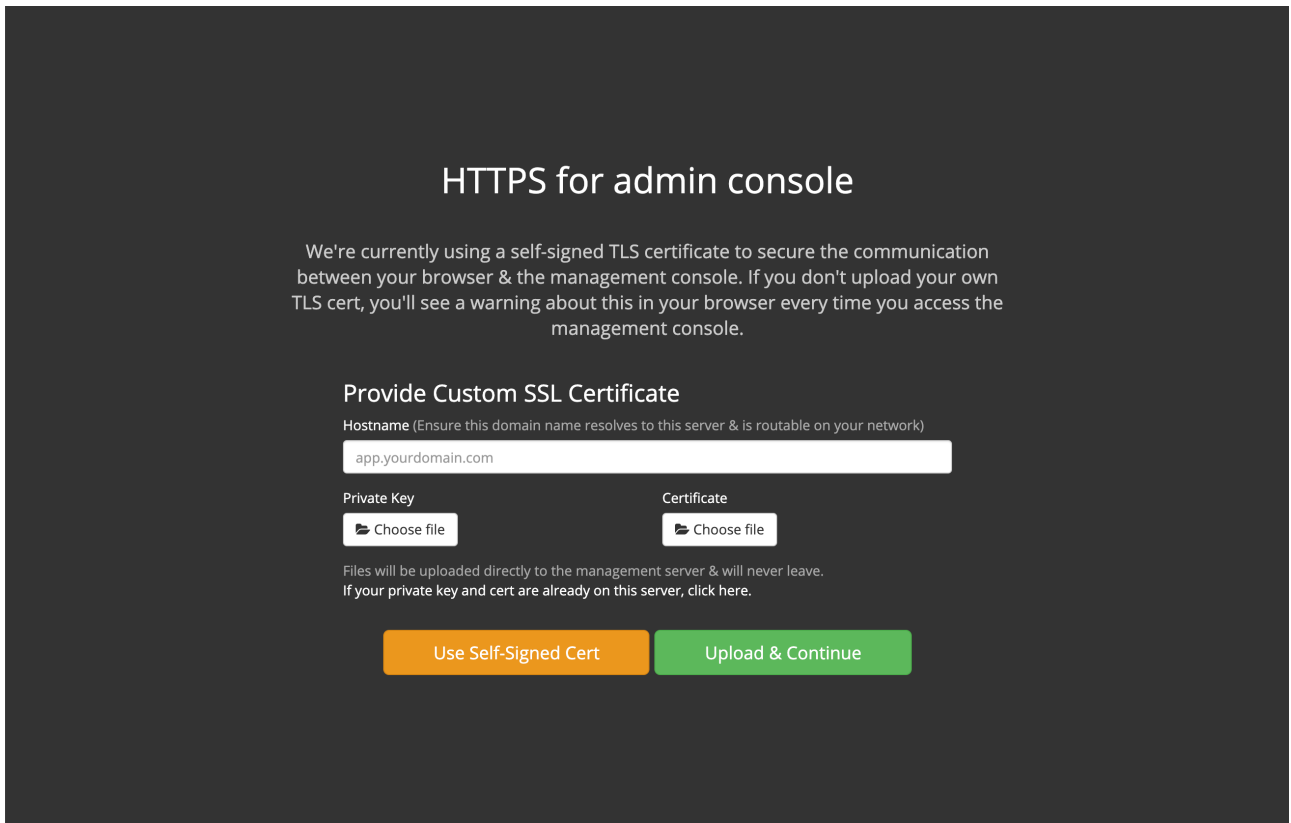 HTTPS for admin console
We're currently using a self-signed TLS certificate to secure the communication
between your browser & the management console. If you don't upload your own
TLS cert, you'll see a warning about this in your browser every time you access the
management console.
Provide Custom SSL Certificate
Hostname (Ensure this domain name resolves to this server & is routable on your network)
app.yourdomain.com
Private Key Certificate
Choose file Choose file
Files will be uploaded directly to the management server & will never leave.
If your private key and cert are already on this server, click here.
Use Self-Signed Cert Upload & Continue